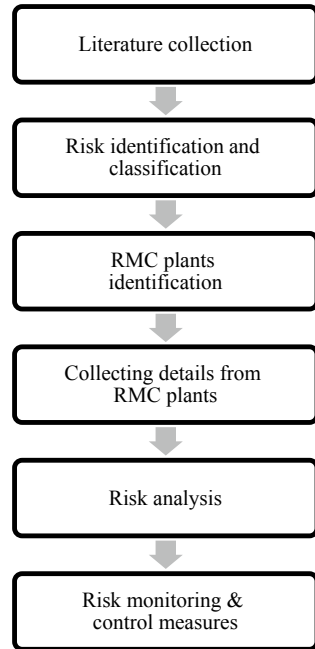 Literature collection
Risk identification and
classification
RMC plants
identification
Collecting details from
RMC plants
Risk analysis
Risk monitoring &
control measures